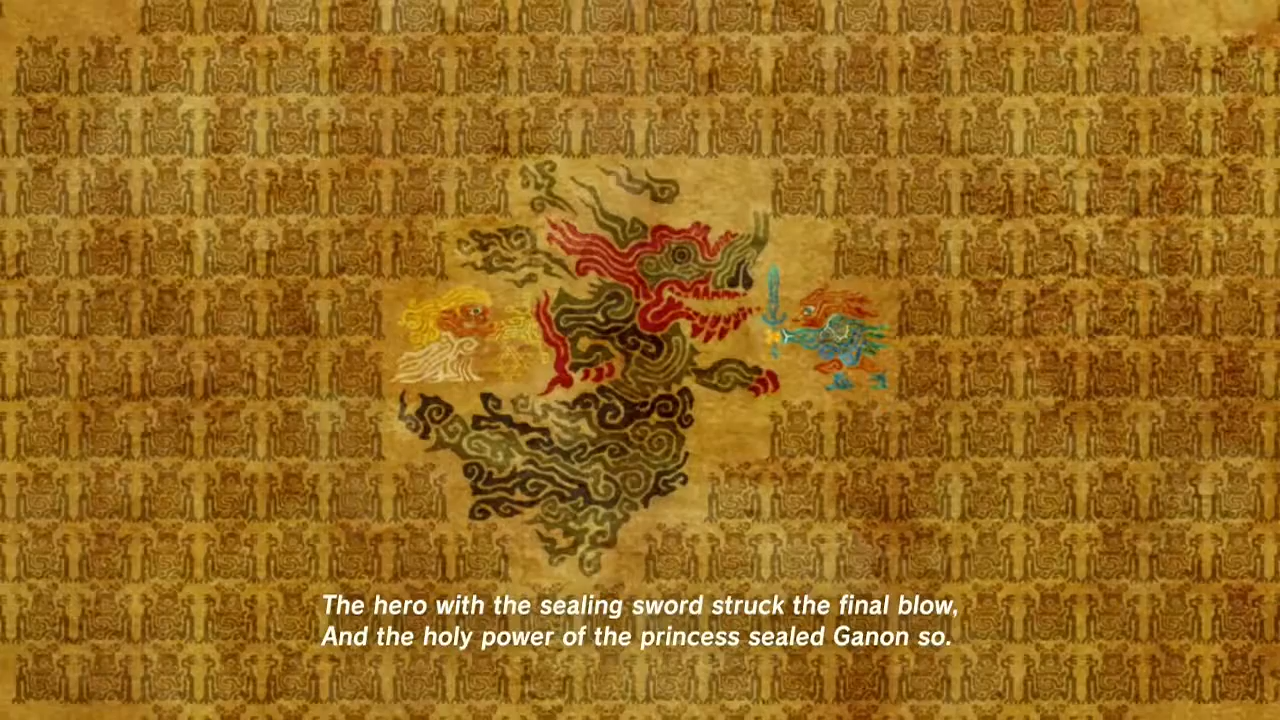 The hero with the sealing sword struck the final blow,
And the holy power of the princess sealed Ganon so.